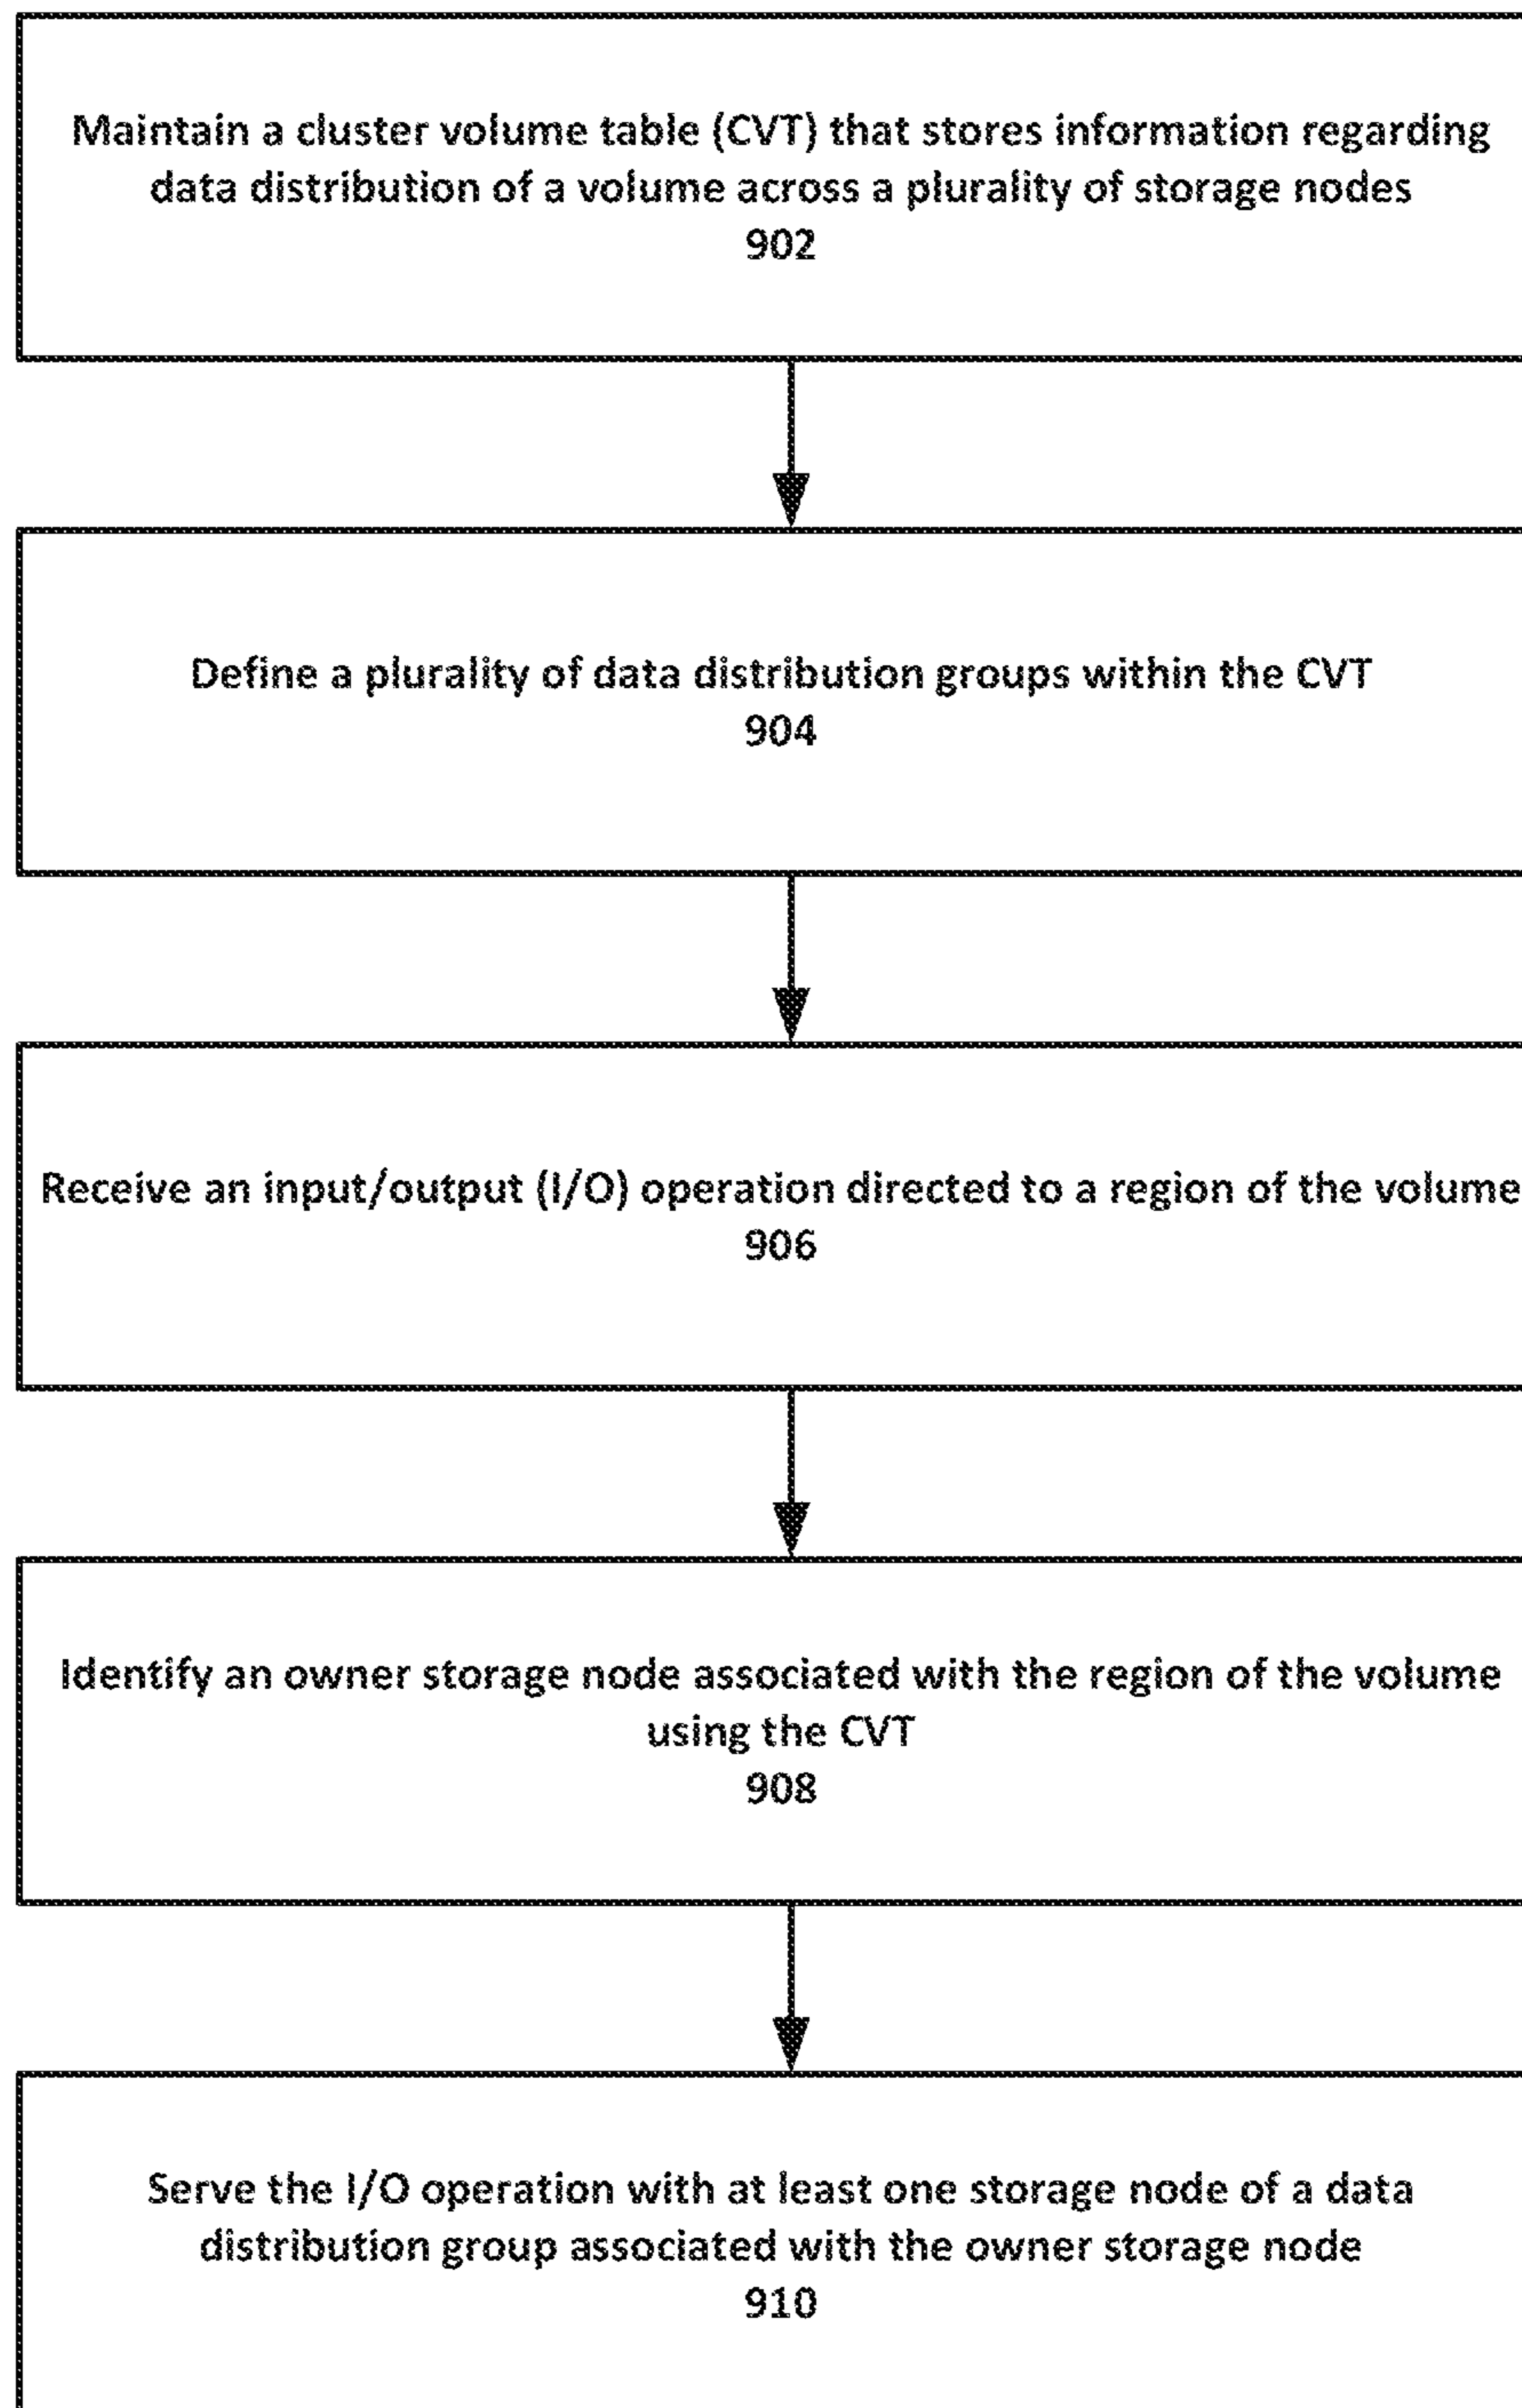 Maintain a cluster volume table (CVT) that stores information regarding
data distribution of a volume across a plurality of storage nodes
902
Define a plurality of data distribution groups within the CVT
904
Receive an input/output (I/O) operation directed to a region of the volume
906
Identify an owner storage node associated with the region of the volume
using the CVT
908
Serve the I/O operation with at least one storage node of a data
distribution group associated with the owner storage node
910